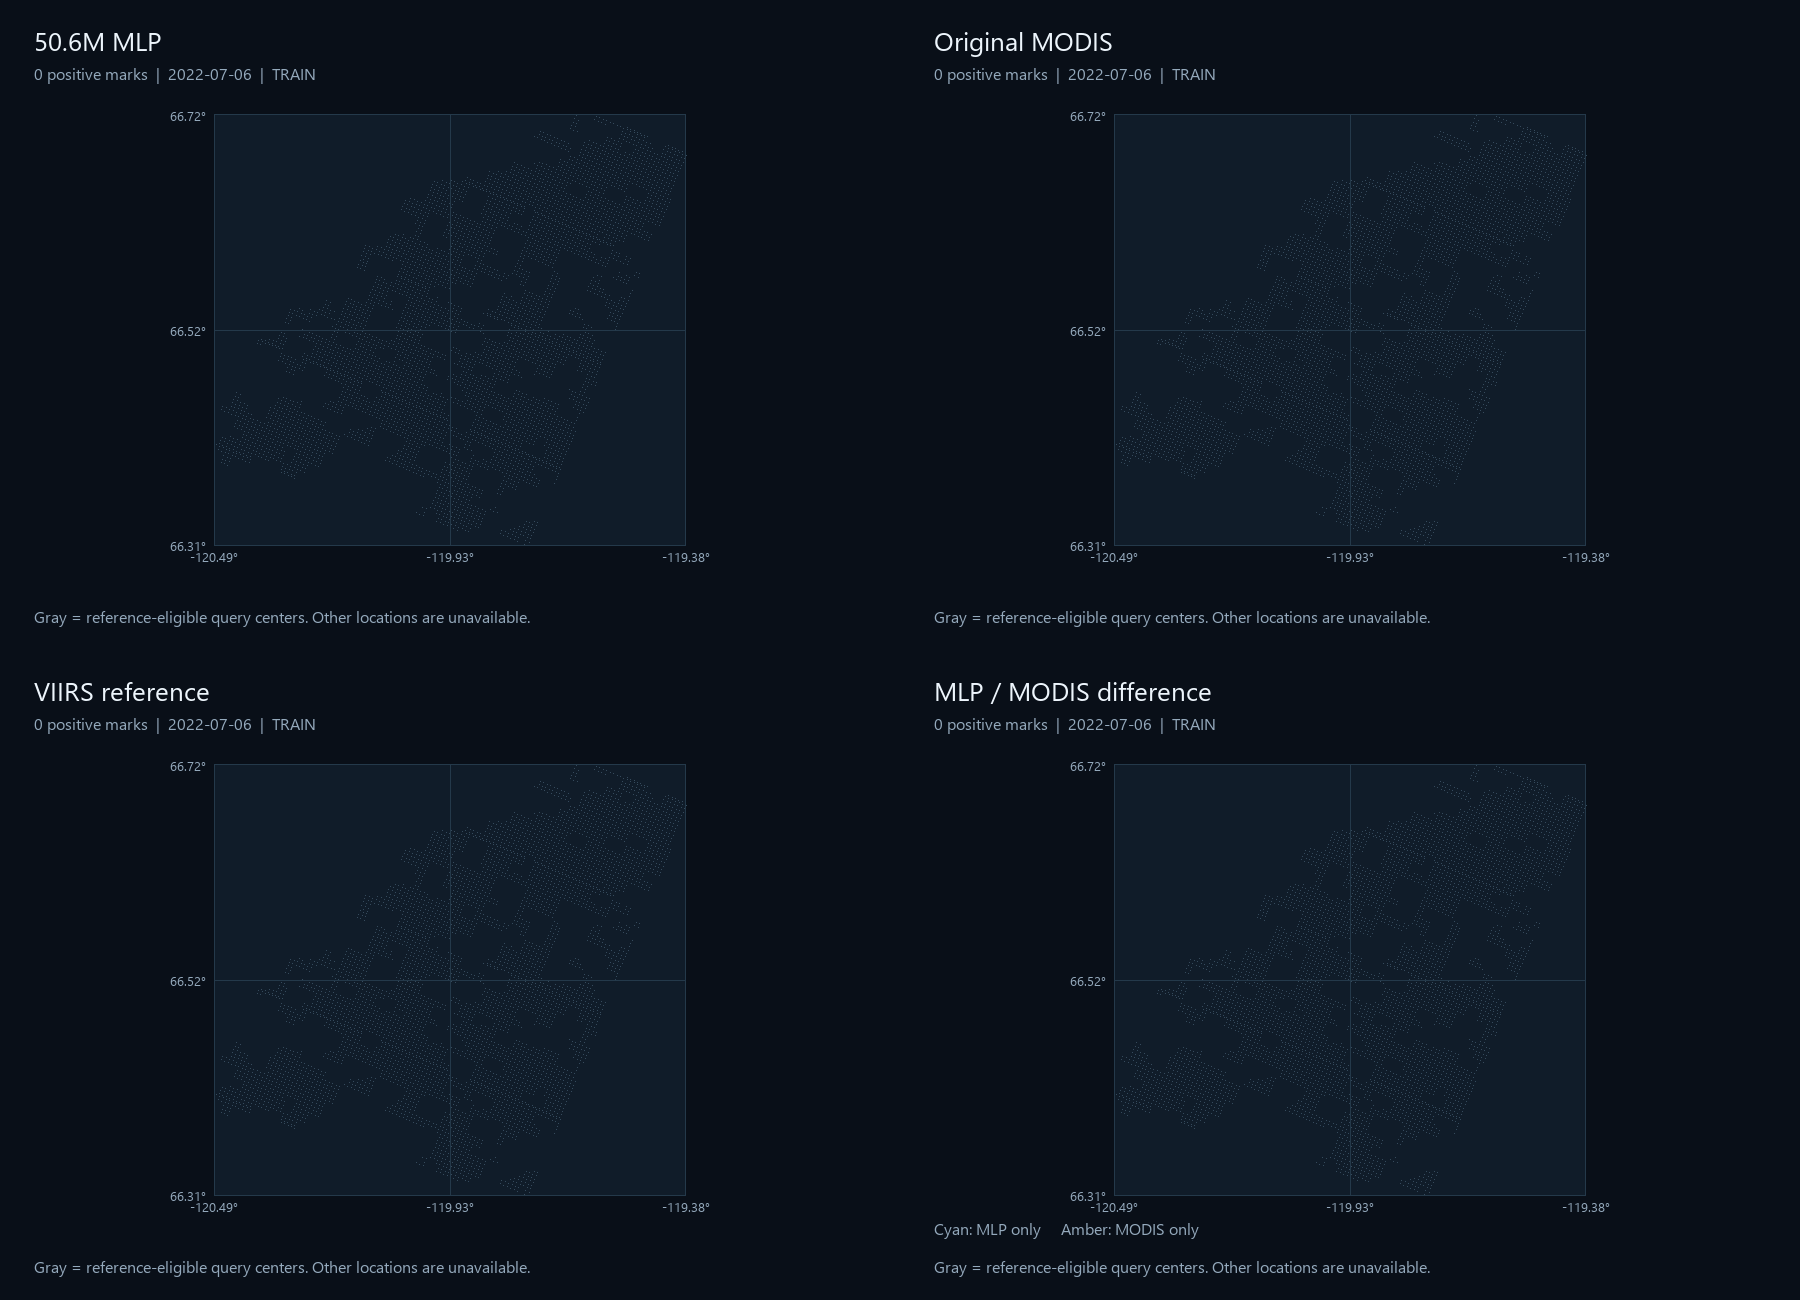 50.6M MLP
0 positive marks | 2022-07-06 | TRAIN
66.72°
66.52°
66.31°
-120.49°
-119.93°
-119.38°
Gray = reference-eligible query centers. Other locations are unavailable.
Original MODIS
0 positive marks | 2022-07-06 | TRAIN
66.72°
66.52°
66.31°
-120.49°
-119.93°
-119.38°
Gray = reference-eligible query centers. Other locations are unavailable.
VIIRS reference
0 positive marks | 2022-07-06 | TRAIN
66.72°
66.52°
66.31°
-120.49°
-119.93°
-119.38°
Gray = reference-eligible query centers. Other locations are unavailable.
MLP / MODIS difference
0 positive marks | 2022-07-06 | TRAIN
66.72°
66.52°
66.31°
-120.49°
-119.93°
-119.38°
Cyan: MLP only Amber: MODIS only
Gray = reference-eligible query centers. Other locations are unavailable.